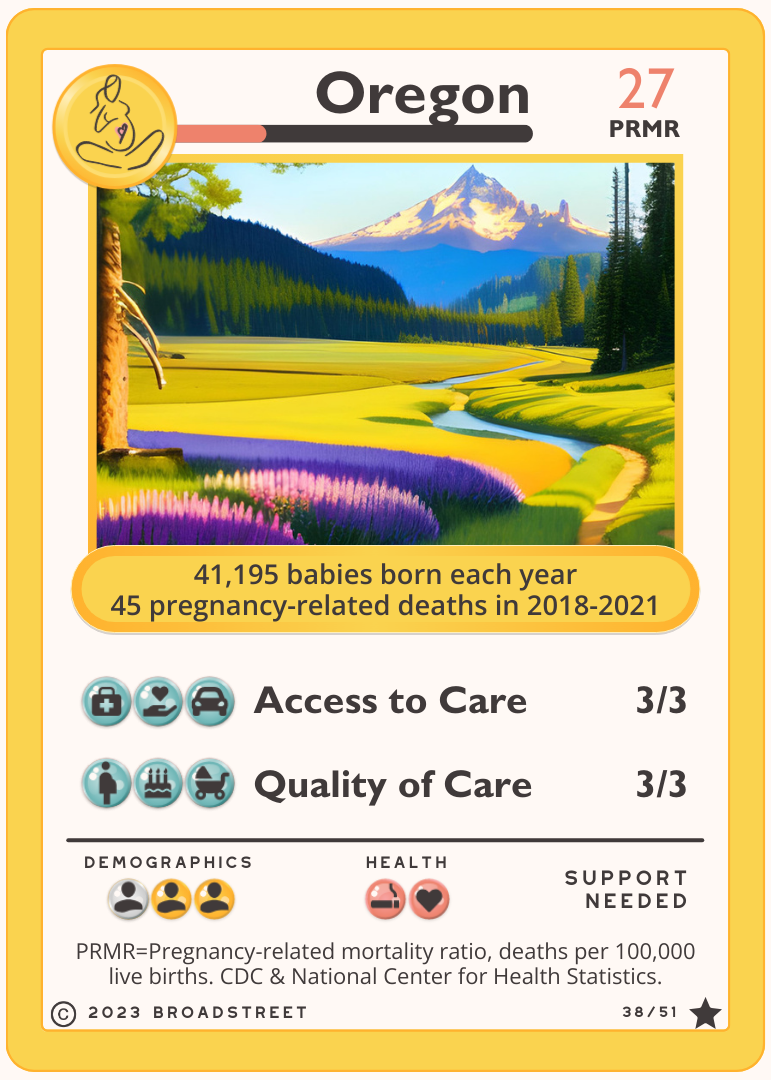 Oregon
27
PRMR
41,195 babies born each year
45 pregnancy-related deaths in 2018-2021
Access to Care 3/3
Quality of Care 3/3
DEMOGRAPHICS
HEALTH
SUPPORT
NEEDED
PRMR=Pregnancy-related mortality ratio, deaths per 100,000
live births. CDC & National Center for Health Statistics.
© 2023 BROADSTREET 38/51